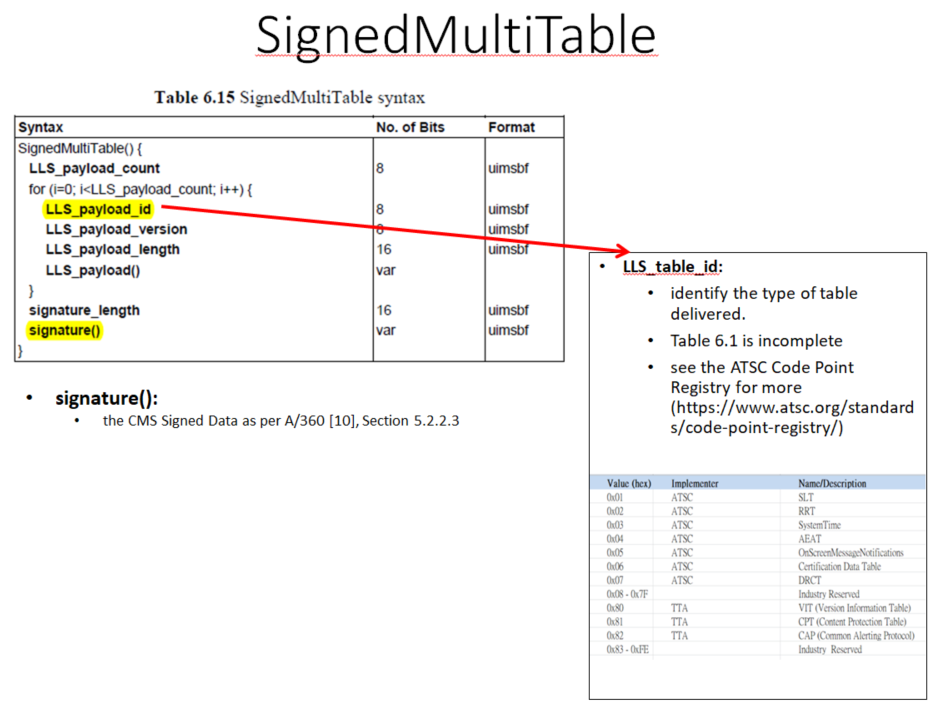 SignedMultiTable
Table 6.15 SignedMultiTable syntax
Syntax No. of Bits Format
SignedMultiTable() {
LLS_payload_count 8 uimsbf
for (i=0; i<LLS_payload_count; i++) {
LLS_payload_id 8 uimsbf
LLS_payload_version 8 uimsbf
LLS_payload_length 16 uimsbf
LLS_payload() var
}
signature_length 16 uimsbf
signature() var uimsbf
}
• signature():
• the CMS Signed Data as per A/360 [10], Section 5.2.2.3
• LLS_table_id:
• identify the type of table
delivered.
• Table 6.1 is incomplete
• see the ATSC Code Point
Registry for more
(https://www.atsc.org/standard
s/code-point-registry/)
Value (hex) Implementer Name/Description
0x01 ATSC SLT
0x02 ATSC RRT
0x03 ATSC SystemTime
0x04 ATSC AEAT
0x05 ATSC OnScreenMessageNotifications
0x06 ATSC Certification Data Table
0x07 ATSC DRCT
0x08 - 0x7F Industry Reserved
0x80 TTA VIT (Version Information Table)
0x81 TTA CPT (Content Protection Table)
0x82 TTA CAP (Common Alerting Protocol)
0x83 - 0xFE Industry Reserved